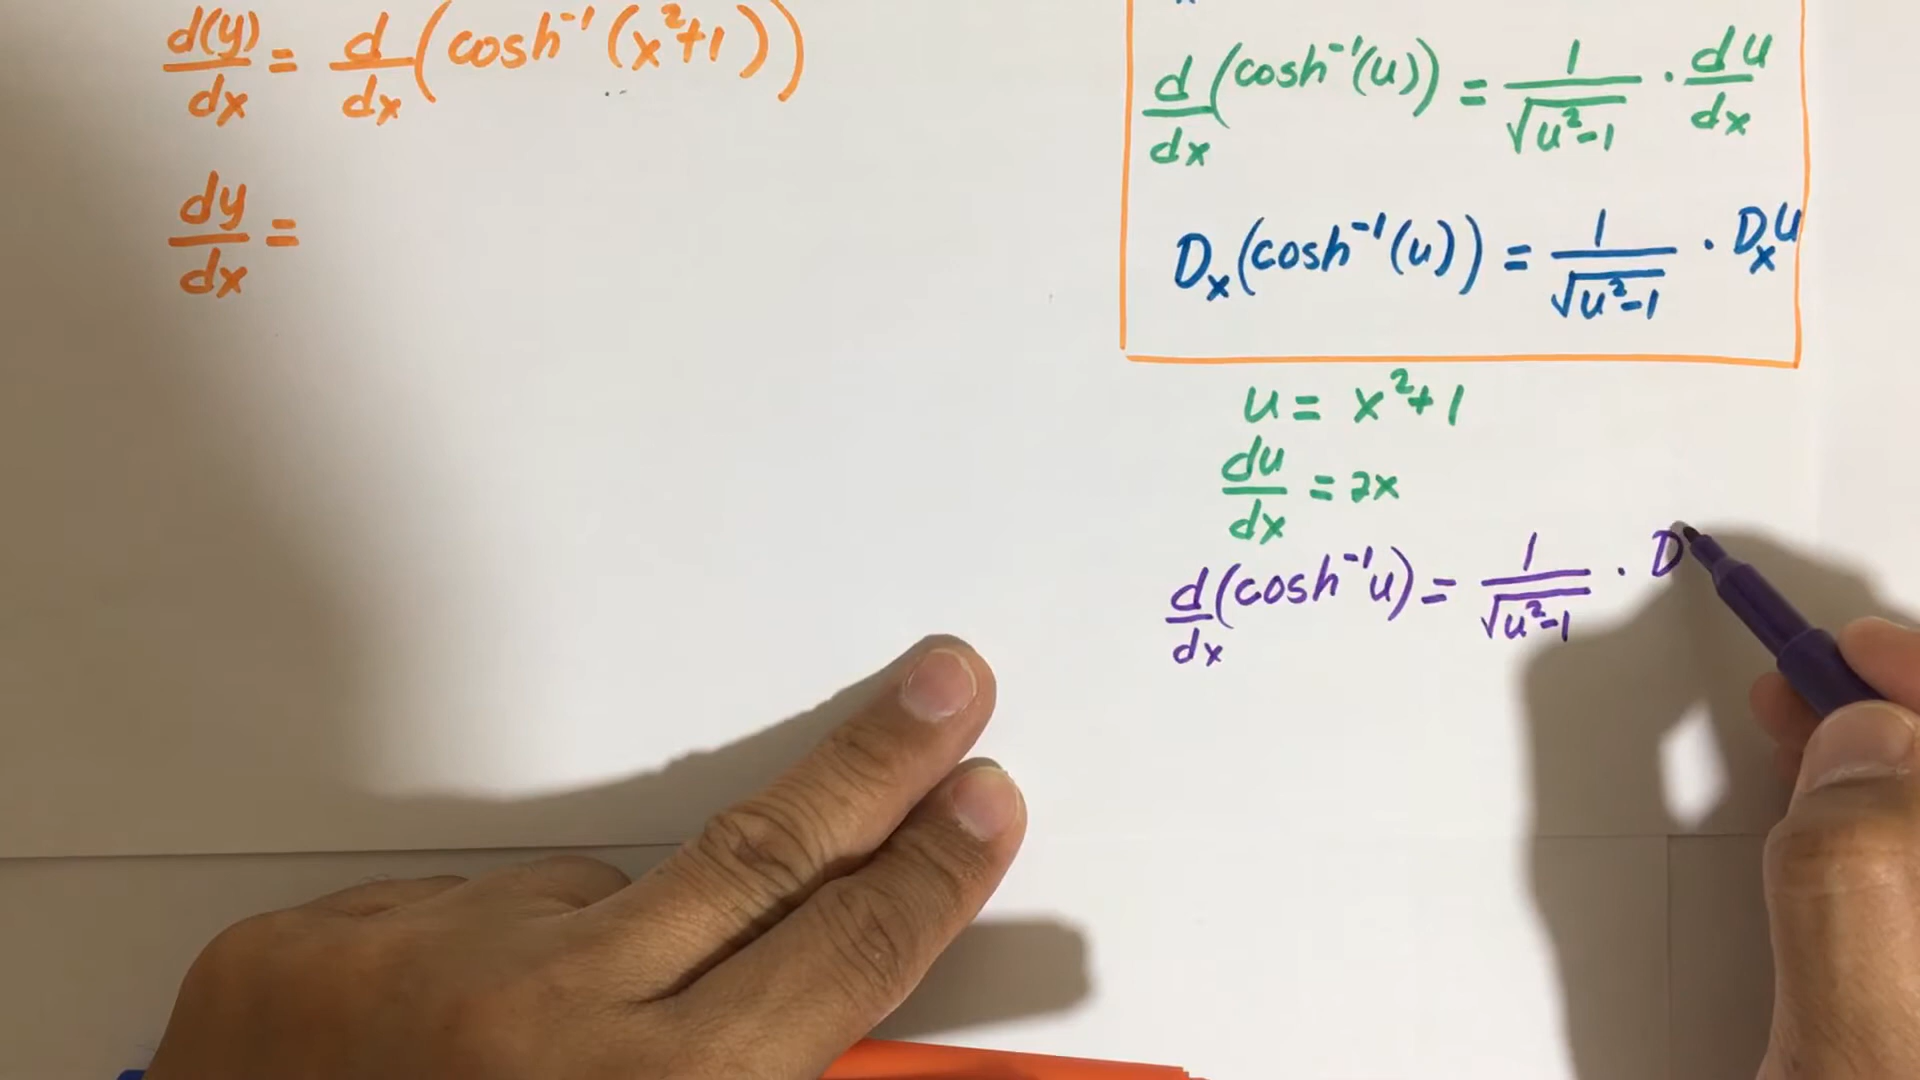 d(y)/dx = d/dx (cosh⁻¹(x²+1))
dy/dx =
d/dx (cosh⁻¹(u)) = 1/√(u²-1) · du/dx
Dₓ(cosh⁻¹(u)) = 1/√(u²-1) · Dₓu
u = x²+1
du/dx = 2x
d/dx (cosh⁻¹u) = 1/√(u²-1) · D